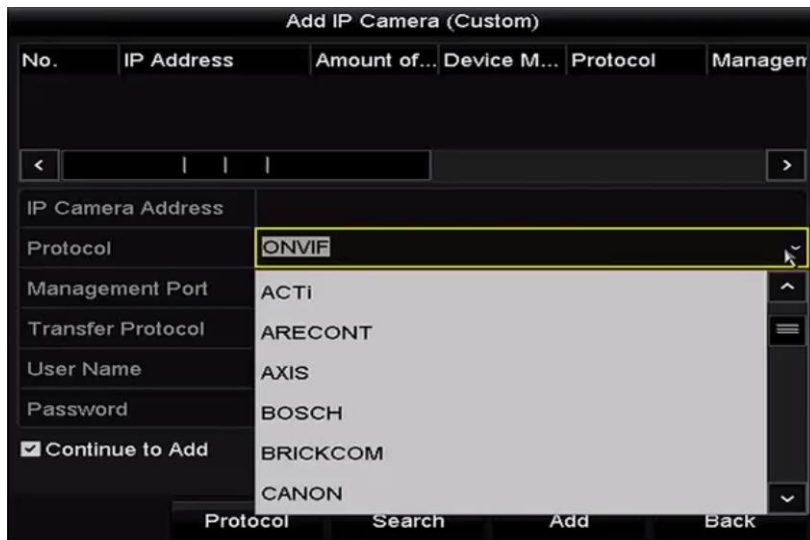 Add IP Camera (Custom)
No. IP Address Amount of... Device M... Protocol Managem
IP Camera Address
Protocol ONVIF
Management Port ACTi
Transfer Protocol ARECONT
User Name AXIS
Password BOSCH
Continue to Add BRICKCOM
CANON
Protocol Search Add Back